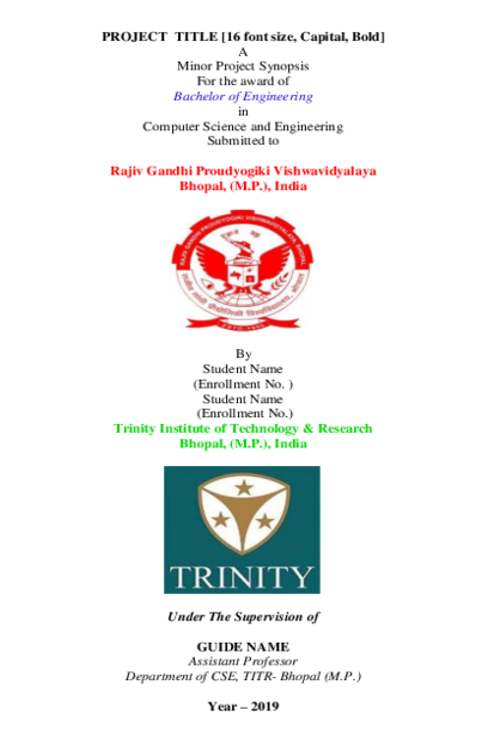 PROJECT TITLE [16 font size, Capital, Bold]
A
Minor Project Synopsis
For the award of
Bachelor of Engineering
in
Computer Science and Engineering
Submitted to
Rajiv Gandhi Proudyogiki Vishwavidyalaya
Bhopal, (M.P.), India
RAJIV GANDHI PROUDYOGIKI VISHWAVIDYALAYA, BHOPAL
राजीव गांधी प्रौद्योगिकी विश्वविद्यालय, भोपाल
By
Student Name
(Enrollment No. )
Student Name
(Enrollment No.)
Trinity Institute of Technology & Research
Bhopal, (M.P.), India
TRINITY
Under The Supervision of
GUIDE NAME
Assistant Professor
Department of CSE, TITR- Bhopal (M.P.)
Year – 2019